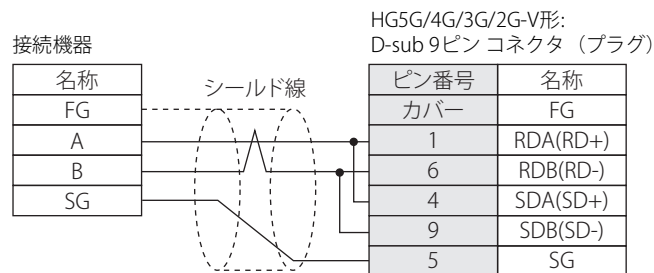 HG5G/4G/3G/2G-V形:
接続機器
D-sub 9ピン コネクタ（プラグ）
名称
シールド線
ピン番号 名称
FG
カバー FG
A
1 RDA(RD+)
B
6 RDB(RD-)
SG
4 SDA(SD+)
9 SDB(SD-)
5 SG